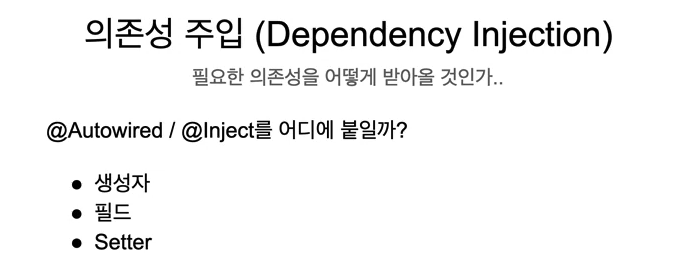 의존성 주입 (Dependency Injection)
필요한 의존성을 어떻게 받아올 것인가..
@Autowired / @Inject를 어디에 붙일까?
● 생성자
● 필드
● Setter